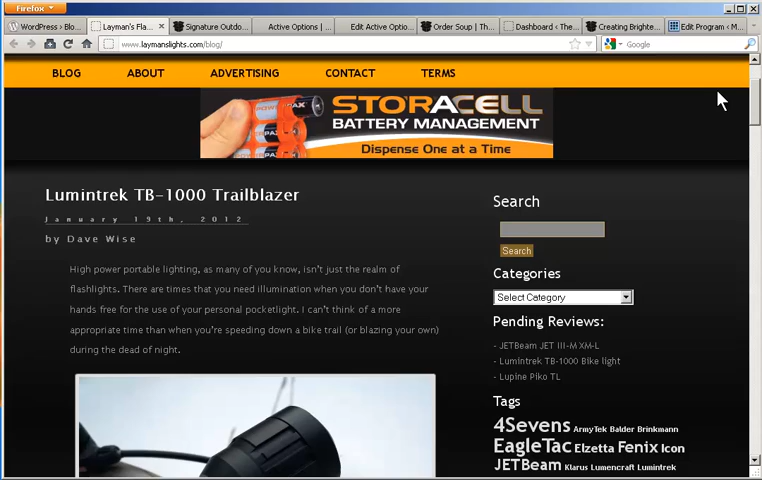 Firefox
WordPress › Blo...
Layman's Fla...
Signature Outdo...
Active Options | ...
Edit Active Optio...
Order Soup | Th...
Dashboard ‹ The...
Creating Brighte...
Edit Program ‹ M...
www.laymanslights.com/blog/
Google
BLOG ABOUT ADVERTISING CONTACT TERMS
STORACELL
BATTERY MANAGEMENT
Dispense One at a Time
Lumintrek TB-1000 Trailblazer
January 19th, 2012
by Dave Wise
High power portable lighting, as many of you know, isn't just the realm of
flashlights. There are times that you need illumination when you don't have your
hands free for the use of your personal pocketlight. I can't think of a more
appropriate time than when you're speeding down a bike trail (or blazing your own)
during the dead of night.
Search
Search
Categories
Select Category
Pending Reviews:
- JETBeam JET III-M XM-L
- Lumintrek TB-1000 Bike light
- Lupine Piko TL
Tags
4Sevens ArmyTek Balder Brinkmann
EagleTac Elzetta Fenix Icon
JETBeam Klarus Lumencraft Lumintrek